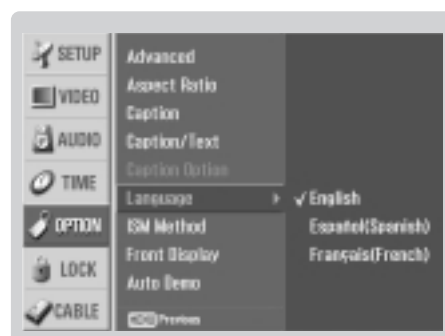 SETUP
VIDEO
AUDIO
TIME
OPTION
LOCK
CABLE
Advanced
Aspect Ratio
Caption
Caption/Text
Caption Option
Language
ISM Method
Front Display
Auto Demo
Previous
√ English
Español(Spanish)
Français(French)